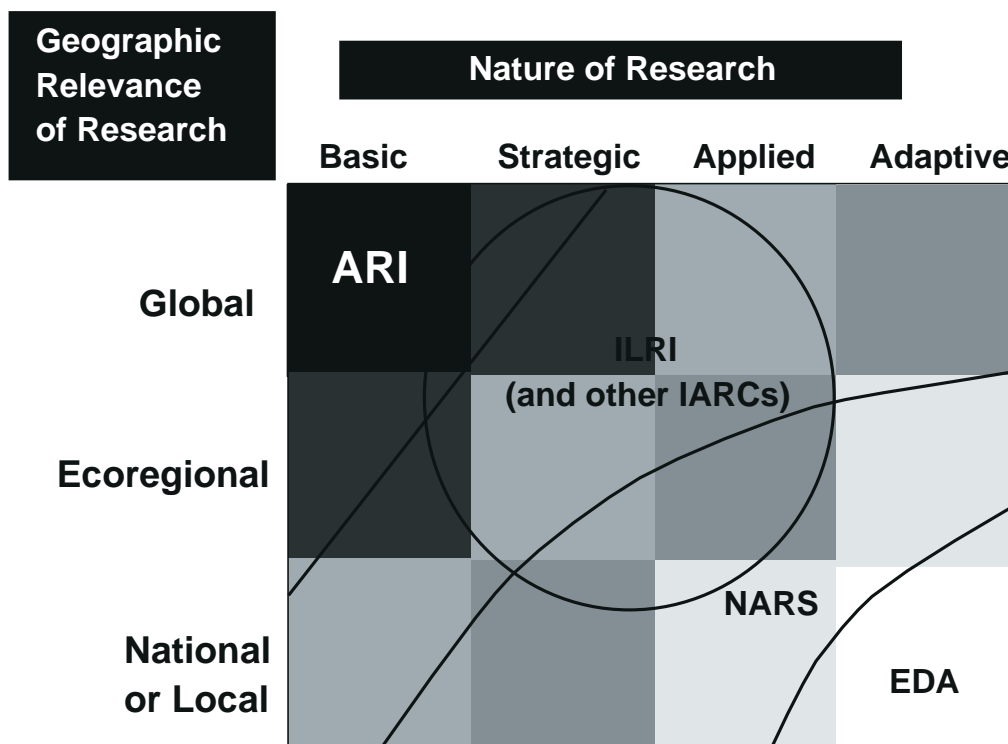 Geographic
Relevance
of Research
Nature of Research
Basic
Strategic
Applied
Adaptive
Global
ARI
ILRI
(and other IARCs)
Ecoregional
NARS
National
or Local
EDA